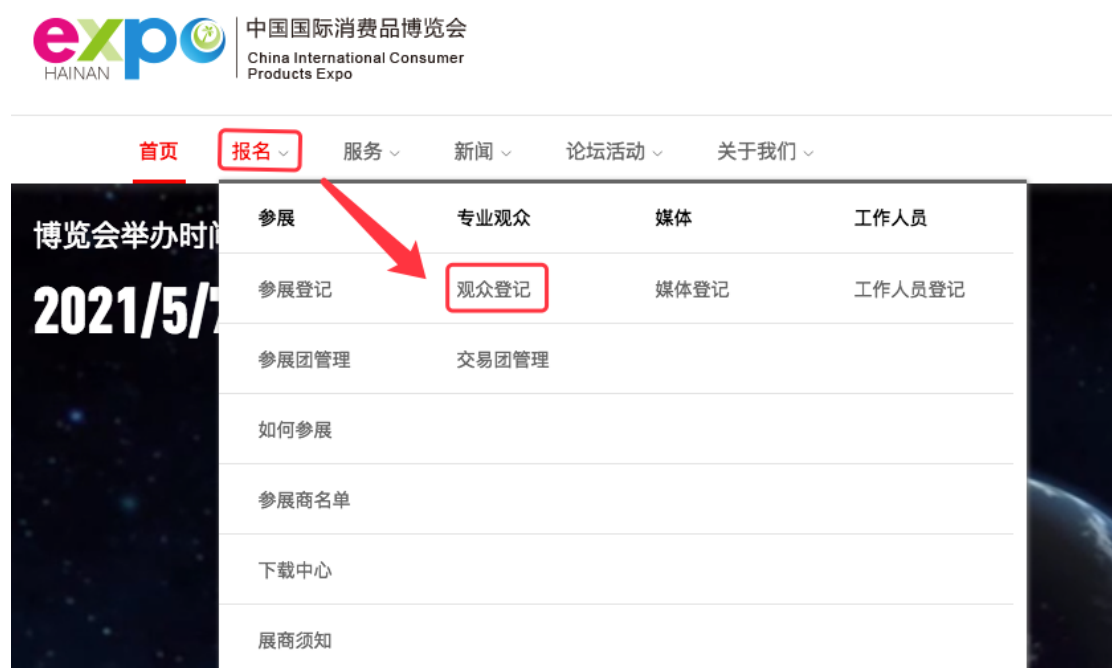 expo
HAINAN
中国国际消费品博览会
China International Consumer
Products Expo
首页 报名 服务 新闻 论坛活动 关于我们
博览会举办时间
2021/5/7
参展 专业观众 媒体 工作人员
参展登记 观众登记 媒体登记 工作人员登记
参展团管理 交易团管理
如何参展
参展商名单
下载中心
展商须知